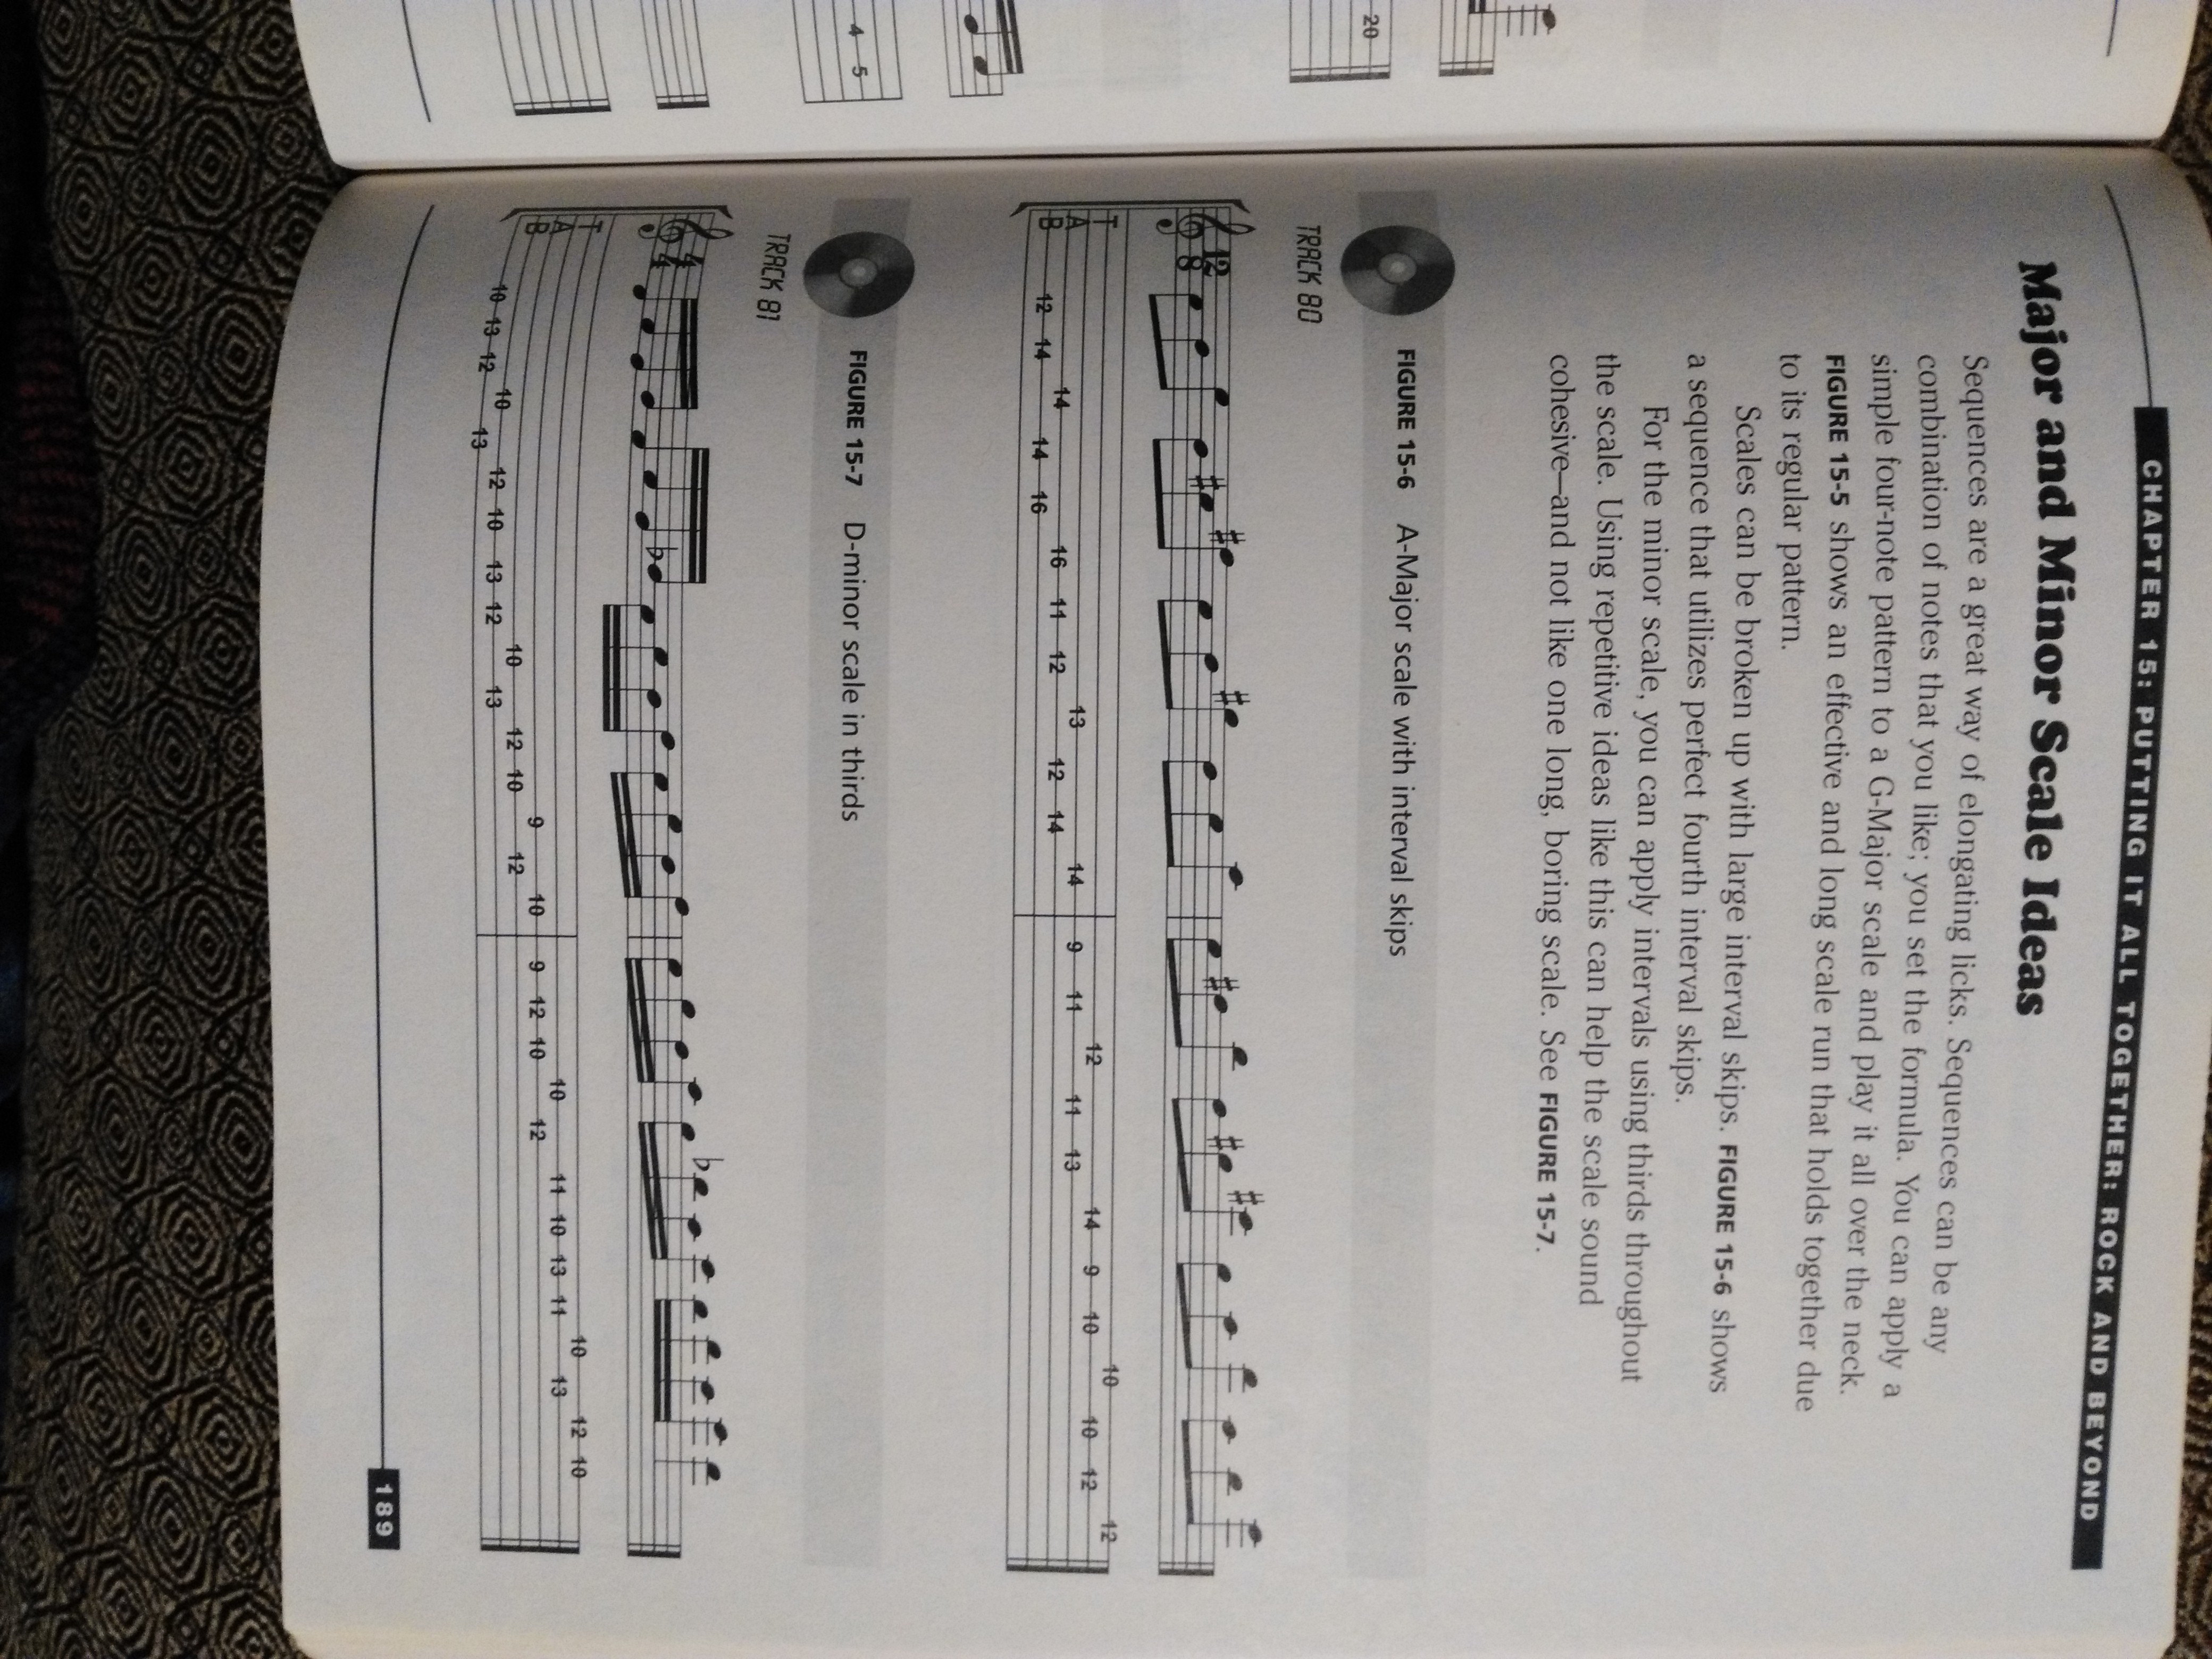 20
4 5
CHAPTER 15: PUTTING IT ALL TOGETHER: ROCK AND BEYOND
Major and Minor Scale Ideas
Sequences are a great way of elongating licks. Sequences can be any
combination of notes that you like; you set the formula. You can apply a
simple four-note pattern to a G-Major scale and play it all over the neck.
FIGURE 15-5 shows an effective and long scale run that holds together due
to its regular pattern.
Scales can be broken up with large interval skips. FIGURE 15-6 shows
a sequence that utilizes perfect fourth interval skips.
For the minor scale, you can apply intervals using thirds throughout
the scale. Using repetitive ideas like this can help the scale sound
cohesive—and not like one long, boring scale. See FIGURE 15-7.
FIGURE 15-6 A-Major scale with interval skips
TRACK 80
12
8
T
A
B
12 14 14 14 16 16 11 12 13 12 14 14 9 11 12 11 13 14 9 10 10 10 12 12
FIGURE 15-7 D-minor scale in thirds
TRACK 81
4
4
T
A
B
10 13 12 10 13 12 10 13 12 10 13 12 10 9 12 10 9 12 10 10 12 11 10 13 11 10 13 12 10
189